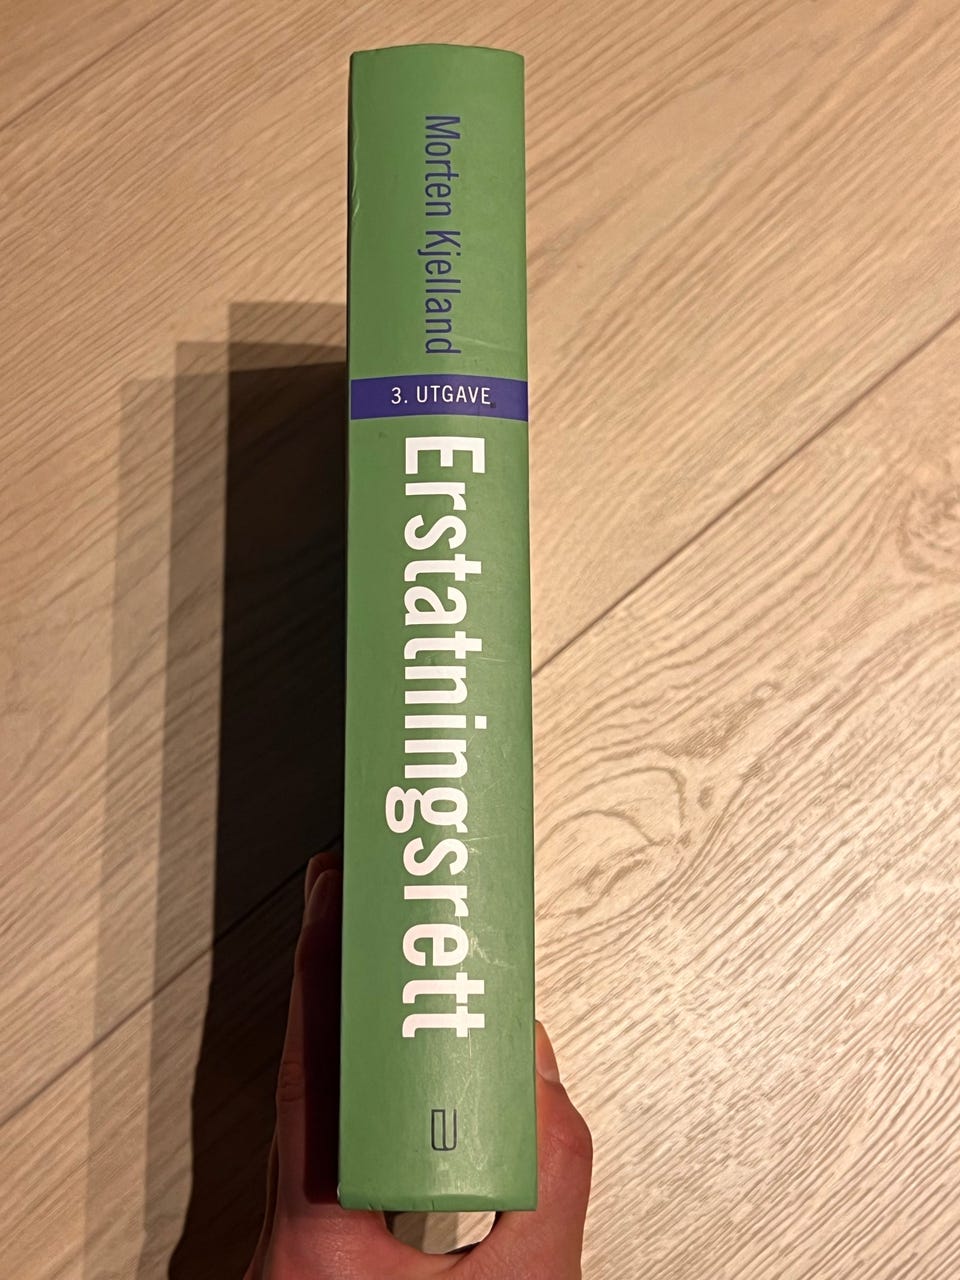 Morten Kjelland
3. UTGAVE
Erstatningsrett
a